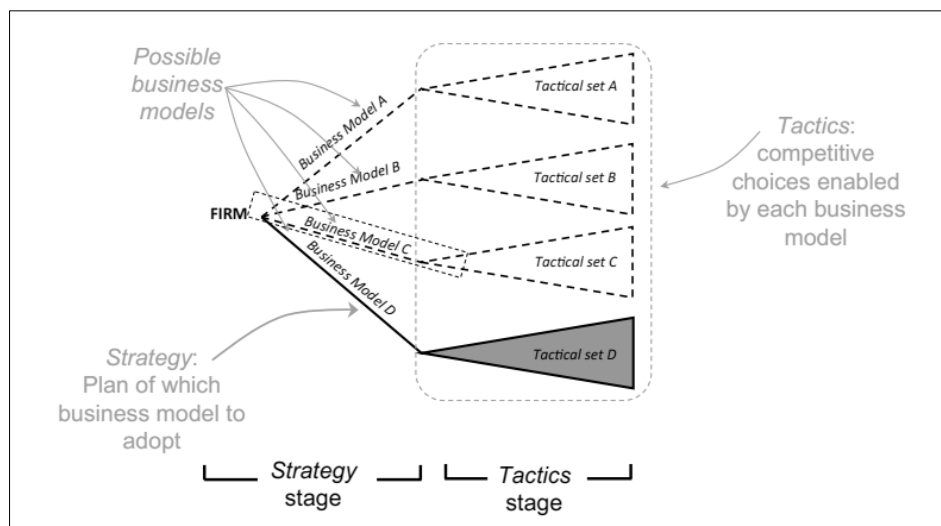 Possible
business
models
Business Model A
Tactical set A
Tactics:
competitive
choices enabled
by each business
model
Business Model B
Tactical set B
FIRM
Business Model C
Tactical set C
Business Model D
Tactical set D
Strategy:
Plan of which
business model to
adopt
Strategy
stage
Tactics
stage